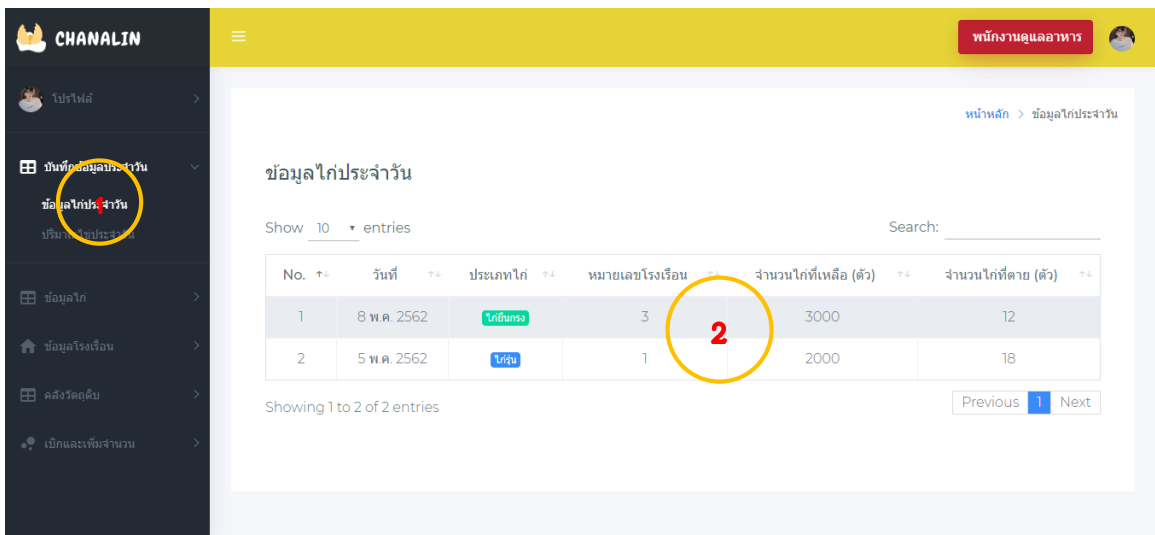 CHANALIN
พนักงานดูแลอาหาร
โปรไฟล์
หน้าหลัก > ข้อมูลไก่ประจำวัน
บันทึกข้อมูลประจำวัน
ข้อมูลไก่ประจำวัน
1
ปริมาณไข่ประจำวัน
ข้อมูลไก่
ข้อมูลโรงเรือน
คลังวัตถุดิบ
เบิกและเพิ่มจำนวน
ข้อมูลไก่ประจำวัน
Show 10 entries
Search:
No. วันที่ ประเภทไก่ หมายเลขโรงเรือน จำนวนไก่ที่เหลือ (ตัว) จำนวนไก่ที่ตาย (ตัว)
1 8 พ.ค. 2562 ไก่ยืนกรง 3 3000 12
2
2 5 พ.ค. 2562 ไก่รุ่น 1 2000 18
Showing 1 to 2 of 2 entries
Previous 1 Next